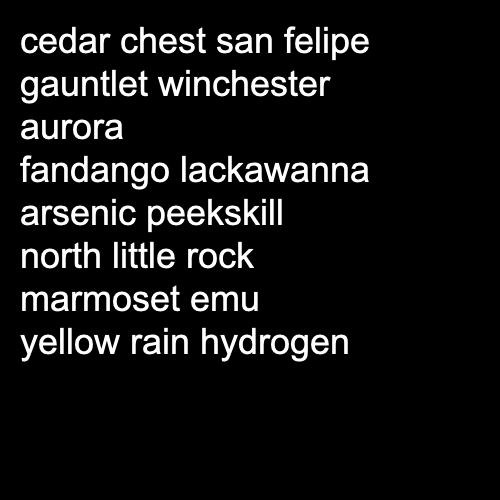 cedar chest san felipe
gauntlet winchester
aurora
fandango lackawanna
arsenic peekskill
north little rock
marmoset emu
yellow rain hydrogen